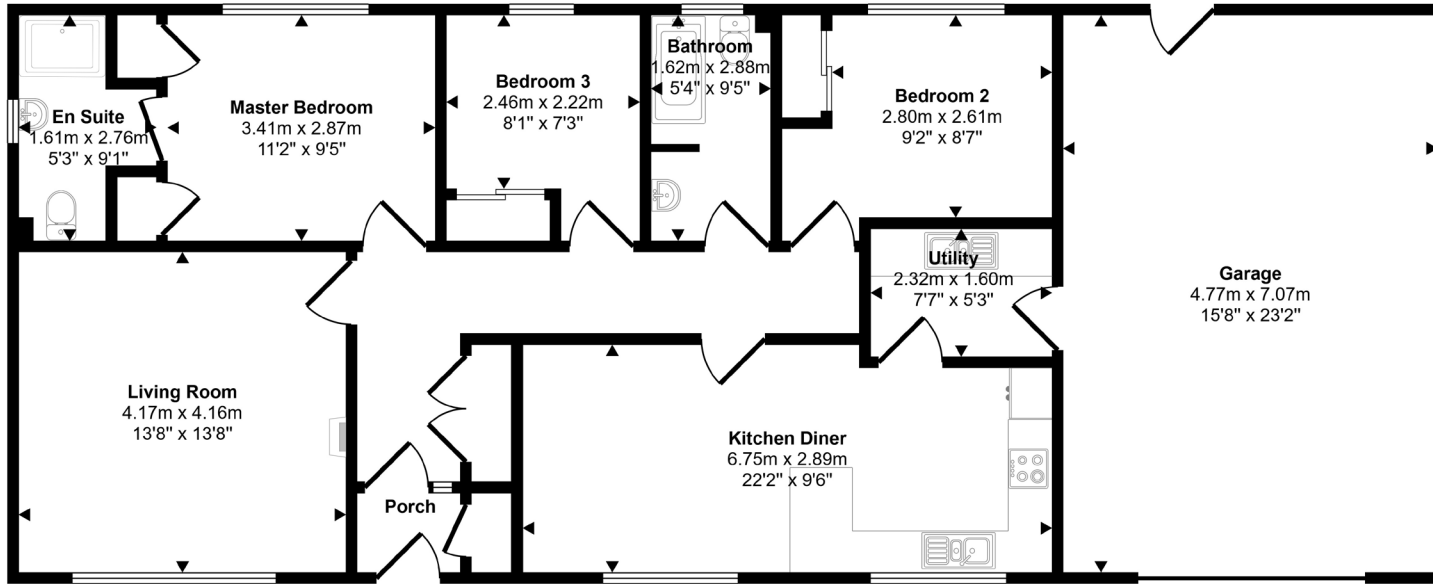 Bathroom
1.62m x 2.88m
5'4" x 9'5"
Bedroom 3
2.46m x 2.22m
8'1" x 7'3"
Bedroom 2
2.80m x 2.61m
9'2" x 8'7"
Master Bedroom
3.41m x 2.87m
11'2" x 9'5"
En Suite
1.61m x 2.76m
5'3" x 9'1"
Utility
2.32m x 1.60m
7'7" x 5'3"
Garage
4.77m x 7.07m
15'8" x 23'2"
Living Room
4.17m x 4.16m
13'8" x 13'8"
Kitchen Diner
6.75m x 2.89m
22'2" x 9'6"
Porch